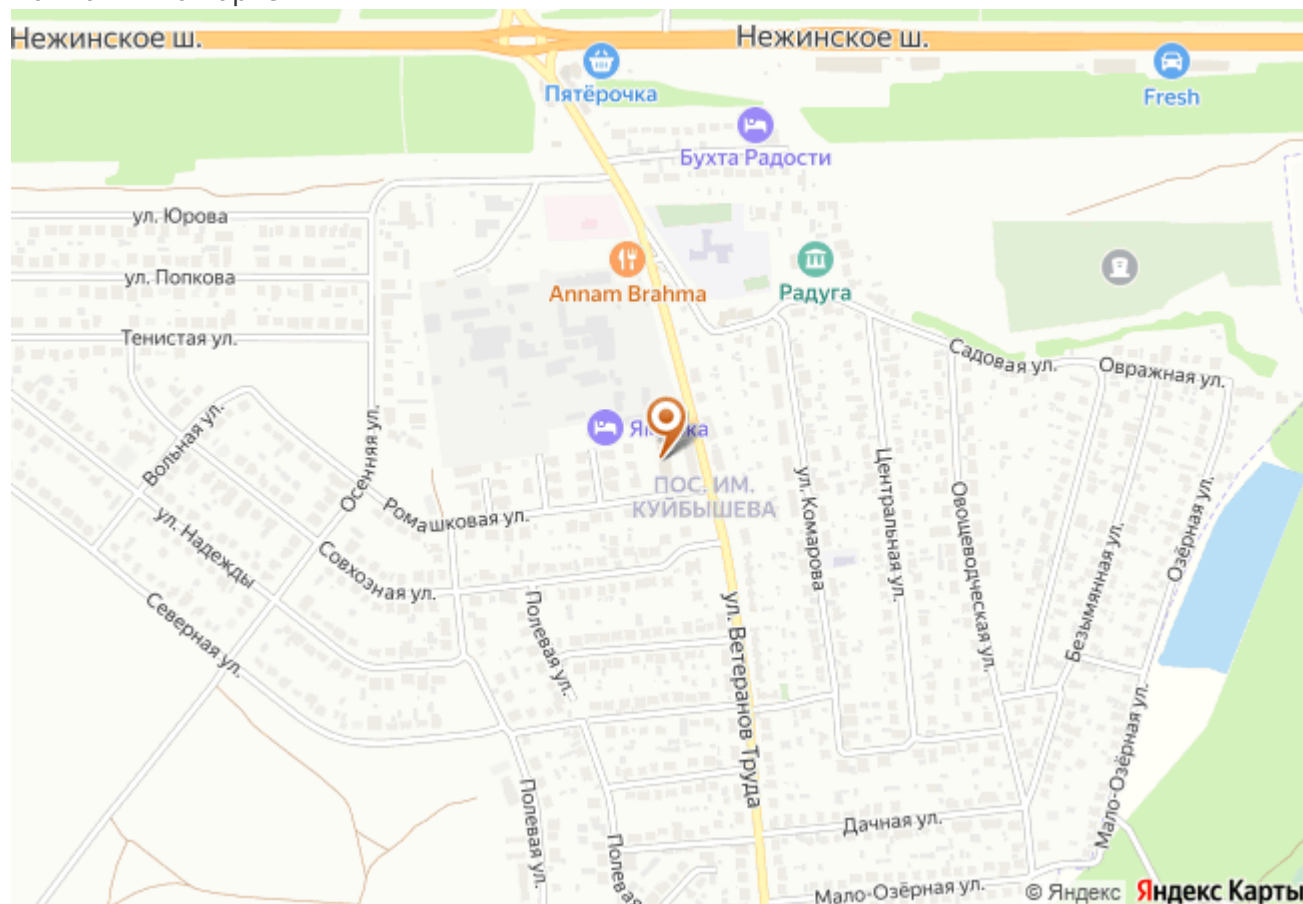 Нежинское ш.
Нежинское ш.
Пятёрочка
Fresh
Бухта Радости
ул. Юрова
ул. Попкова
Annam Brahma
Радуга
Тенистая ул.
Садовая ул.
Овражная ул.
Вольная ул.
Осенняя ул.
ПОС. ИМ.
КУЙБЫШЕВА
ул. Комарова
Центральная ул.
Овощеводческая ул.
Озёрная ул.
Ромашковая ул.
ул. Надежды
Совхозная ул.
Безымянная ул.
Северная ул.
Полевая ул.
ул. Ветеранов Труда
Мало-Озёрная ул.
Полевая ул.
Дачная ул.
Полевая
Мало-Озёрная ул.
© Яндекс Яндекс Карты